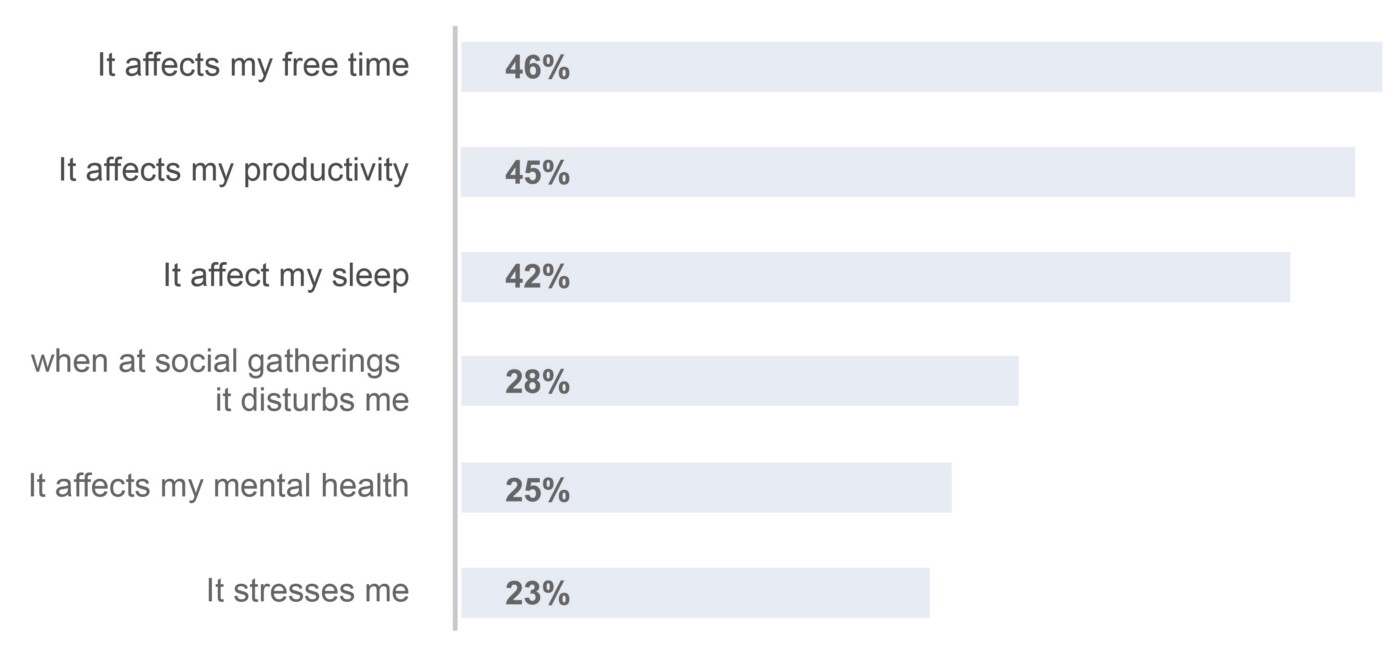 It affects my free time 46%
It affects my productivity 45%
It affect my sleep 42%
when at social gatherings
it disturbs me 28%
It affects my mental health 25%
It stresses me 23%